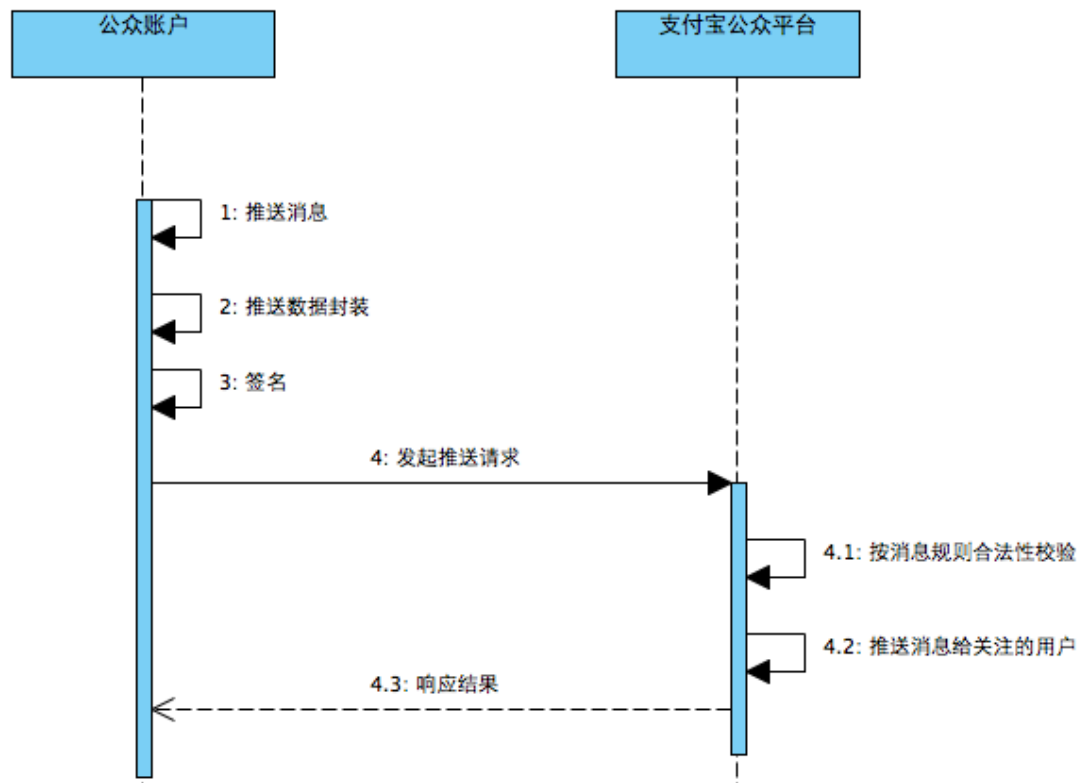 公众账户
支付宝公众平台
1: 推送消息
2: 推送数据封装
3: 签名
4: 发起推送请求
4.1: 按消息规则合法性校验
4.2: 推送消息给关注的用户
4.3: 响应结果